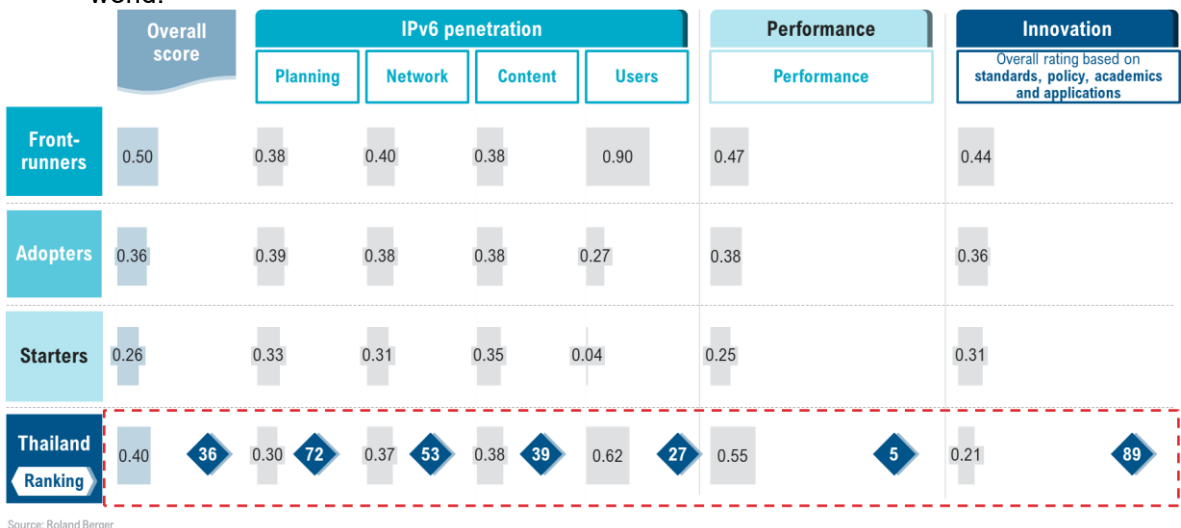 Overall score
IPv6 penetration
Performance
Innovation
Planning
Network
Content
Users
Performance
Overall rating based on
standards, policy, academics
and applications
Front-
runners
0.50
0.38
0.40
0.38
0.90
0.47
0.44
Adopters
0.36
0.39
0.38
0.38
0.27
0.38
0.36
Starters
0.26
0.33
0.31
0.35
0.04
0.25
0.31
Thailand
Ranking
0.40
36
0.30
72
0.37
53
0.38
39
0.62
27
0.55
5
0.21
89
Source: Roland Berger